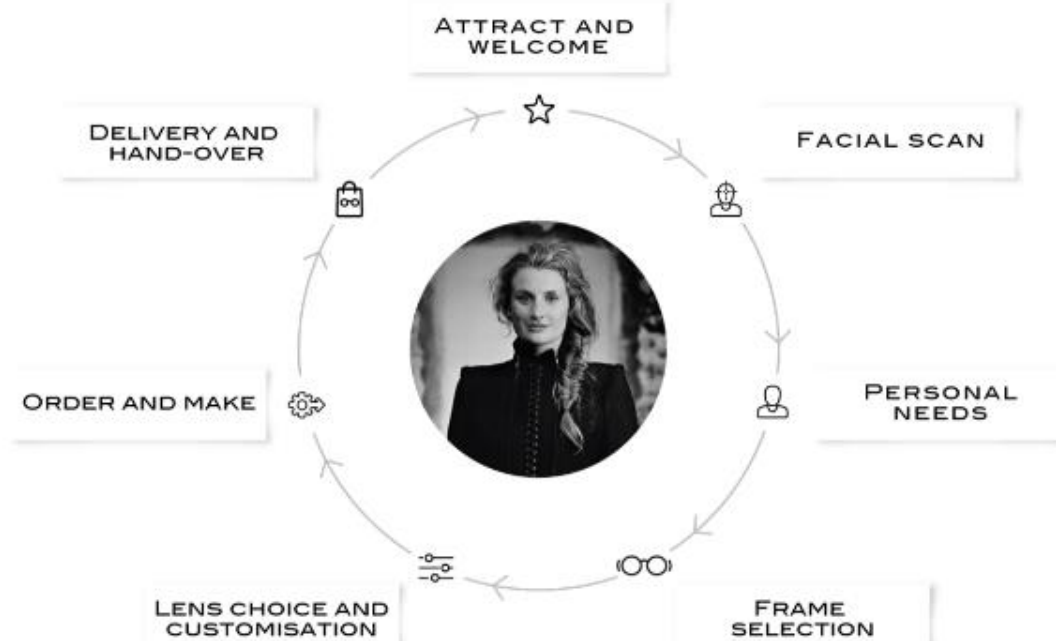 ATTRACT AND
WELCOME
FACIAL SCAN
PERSONAL
NEEDS
FRAME
SELECTION
LENS CHOICE AND
CUSTOMISATION
ORDER AND MAKE
DELIVERY AND
HAND-OVER